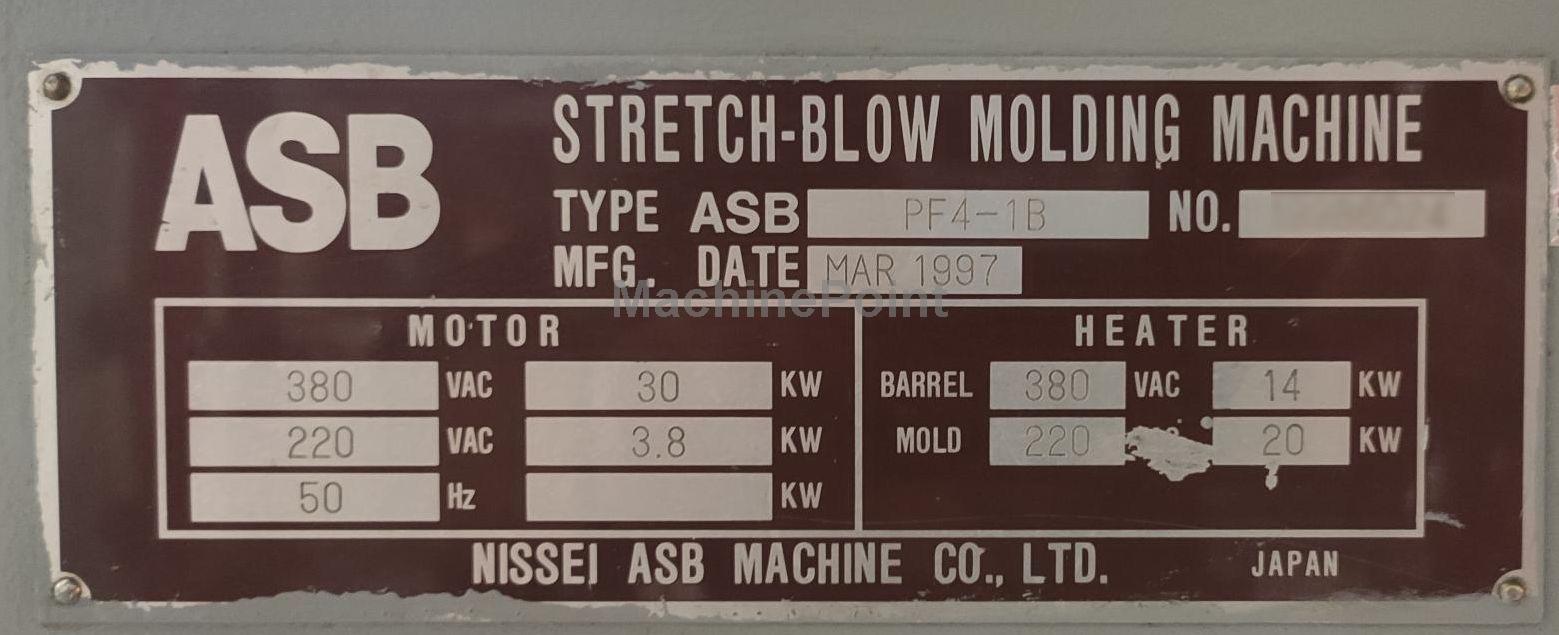 ASB
STRETCH-BLOW MOLDING MACHINE
TYPE ASB PF4-1B NO.
MFG. DATE MAR 1997
MachinePoint
MOTOR HEATER
380 VAC 30 KW BARREL 380 VAC 14 KW
220 VAC 3.8 KW MOLD 220 20 KW
50 Hz KW
NISSEI ASB MACHINE CO., LTD. JAPAN